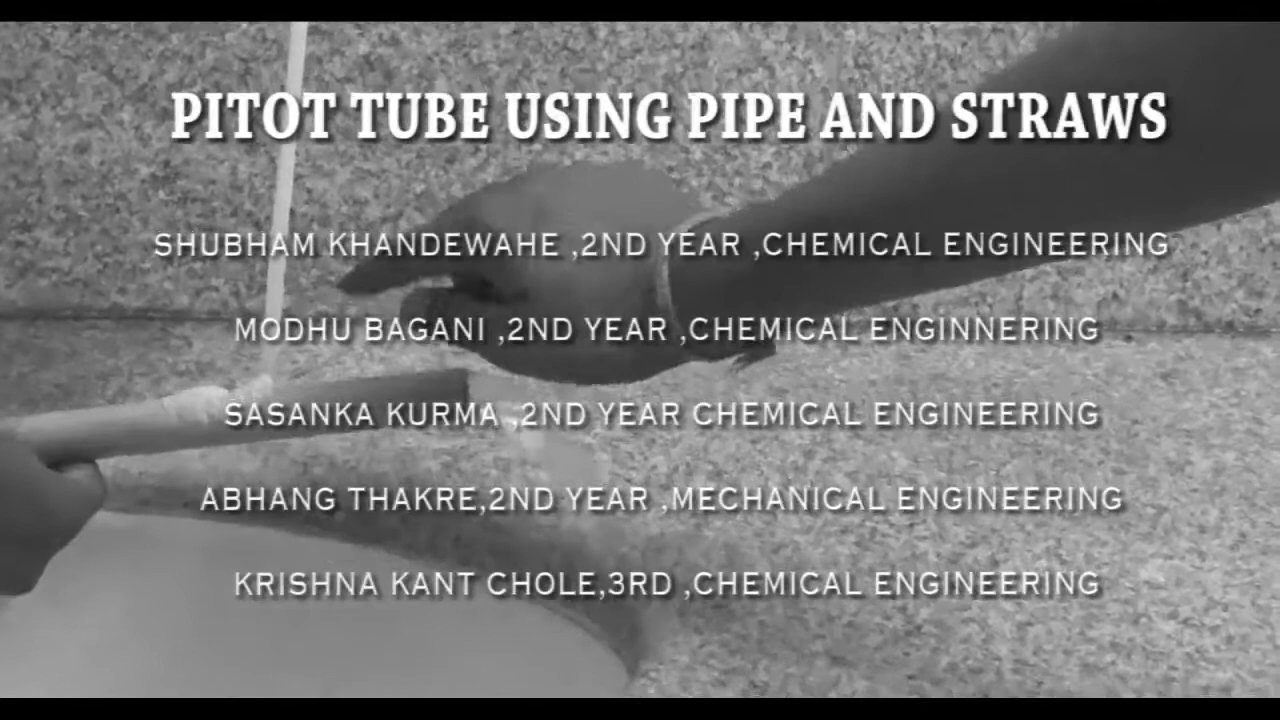 PITOT TUBE USING PIPE AND STRAWS
SHUBHAM KHANDEWAHE ,2ND YEAR ,CHEMICAL ENGINEERING
MODHU BAGANI ,2ND YEAR ,CHEMICAL ENGINNERING
SASANKA KURMA ,2ND YEAR CHEMICAL ENGINEERING
ABHANG THAKRE,2ND YEAR ,MECHANICAL ENGINEERING
KRISHNA KANT CHOLE,3RD ,CHEMICAL ENGINEERING